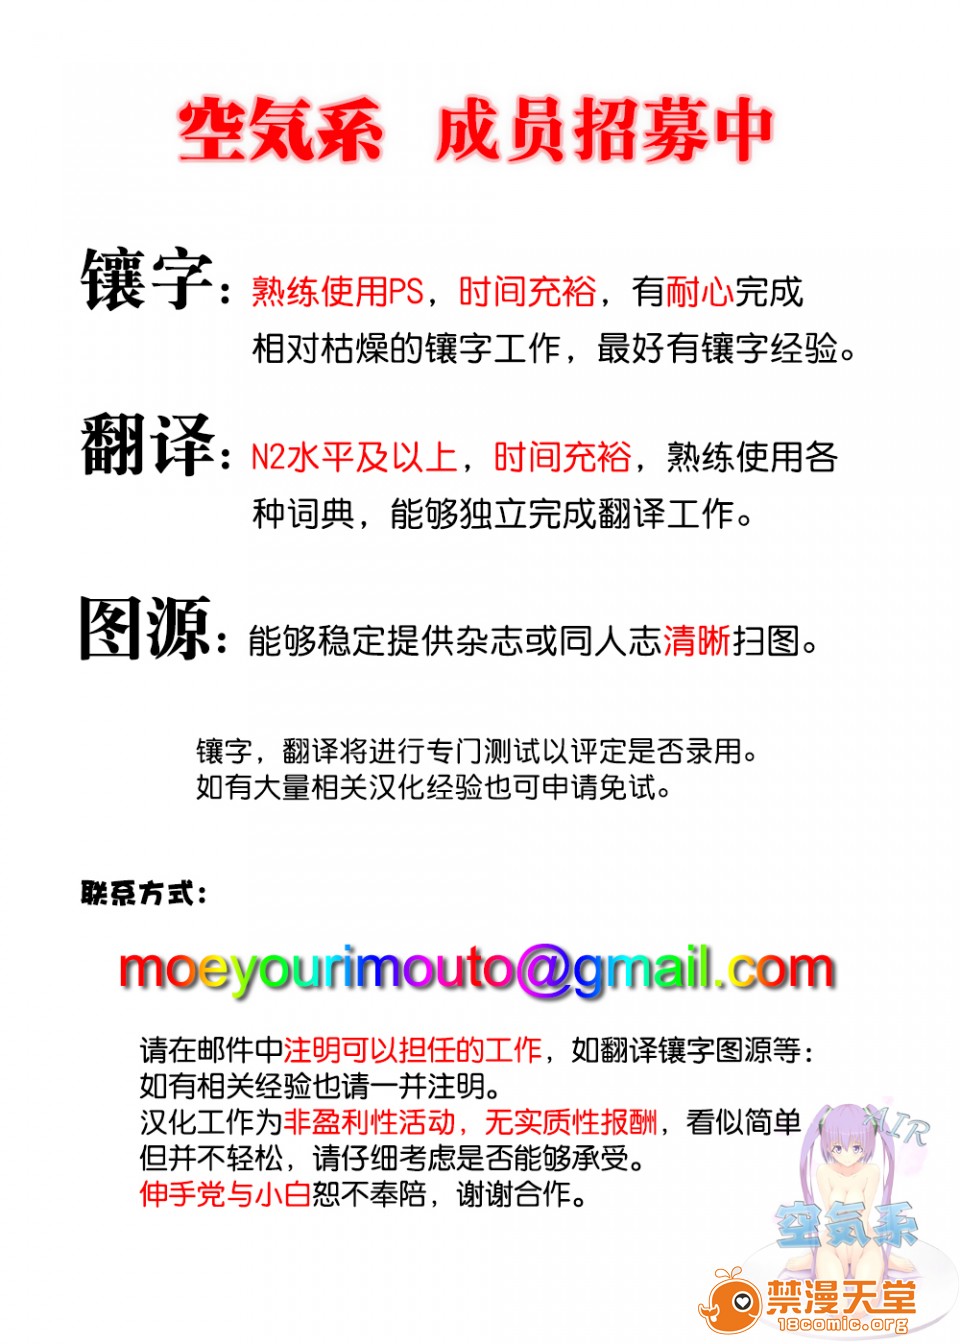 空気系 成员招募中
镶字：熟练使用PS，时间充裕，有耐心完成
相对枯燥的镶字工作，最好有镶字经验。
翻译：N2水平及以上，时间充裕，熟练使用各
种词典，能够独立完成翻译工作。
图源：能够稳定提供杂志或同人志清晰扫图。
镶字，翻译将进行专门测试以评定是否录用。
如有大量相关汉化经验也可申请免试。
联系方式：
moeyourimouto@gmail.com
请在邮件中注明可以担任的工作，如翻译镶字图源等：
如有相关经验也请一并注明。
汉化工作为非盈利性活动，无实质性报酬，看似简单
但并不轻松，请仔细考虑是否能够承受。
伸手党与小白恕不奉陪，谢谢合作。
AIR
空気系
禁漫天堂
18comic.org